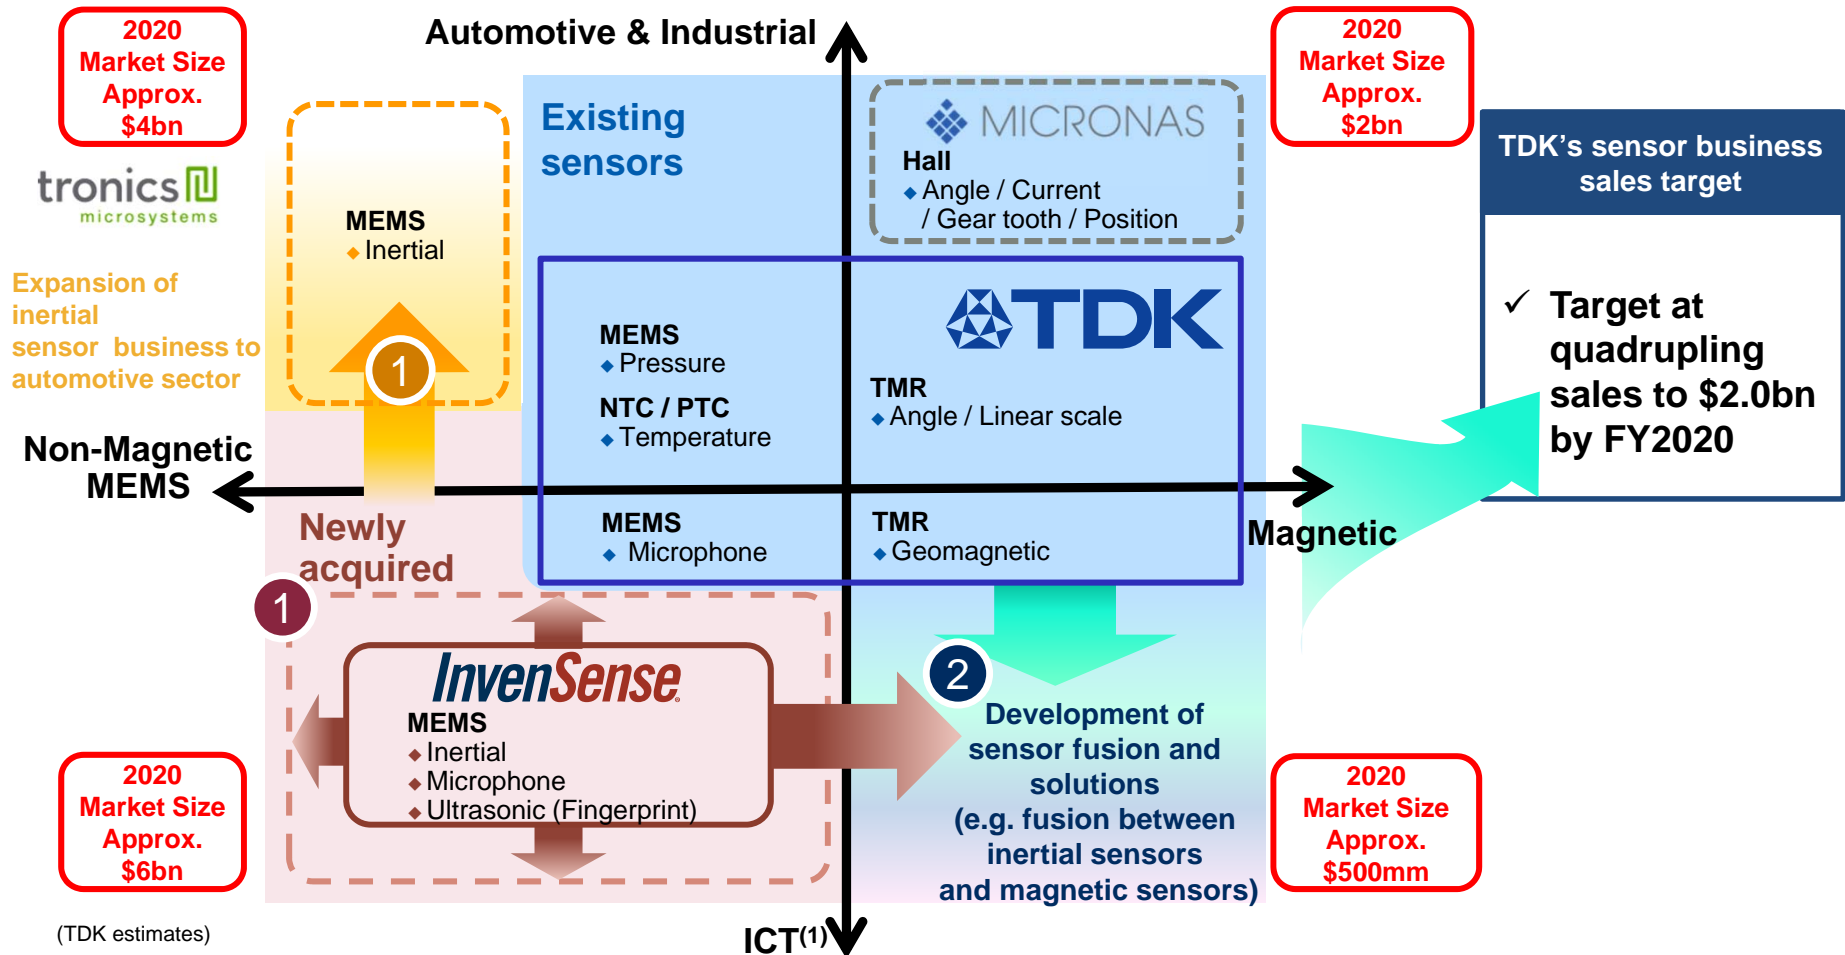 2020
Market Size
Approx.
$4bn
Automotive & Industrial
2020
Market Size
Approx.
$2bn
tronics
microsystems
Expansion of
inertial
sensor business to
automotive sector
MEMS
◆ Inertial
1
Existing
sensors
MICRONAS
Hall
◆ Angle / Current
/ Gear tooth / Position
TDK
MEMS
◆ Pressure
NTC / PTC
◆ Temperature
TMR
◆ Angle / Linear scale
TDK's sensor business
sales target
✓ Target at
quadrupling
sales to $2.0bn
by FY2020
Non-Magnetic
MEMS
Magnetic
MEMS
◆ Microphone
TMR
◆ Geomagnetic
Newly
acquired
1
InvenSense®
MEMS
◆ Inertial
◆ Microphone
◆ Ultrasonic (Fingerprint)
2
Development of
sensor fusion and
solutions
(e.g. fusion between
inertial sensors
and magnetic sensors)
2020
Market Size
Approx.
$6bn
2020
Market Size
Approx.
$500mm
(TDK estimates)
ICT(1)